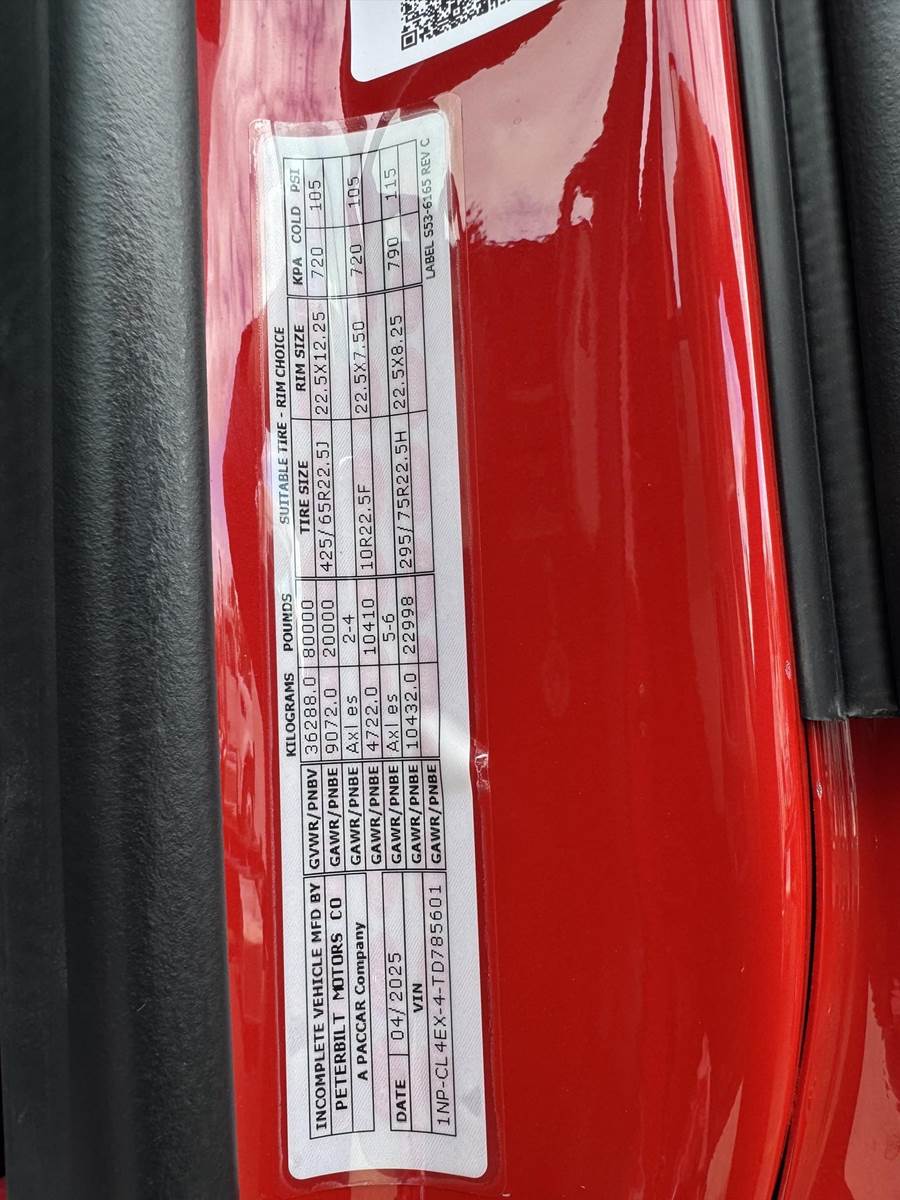 INCOMPLETE VEHICLE MFD BY
PETERBILT MOTORS CO
A PACCAR Company
DATE 04/2025
VIN
1NP-CL4EX-4-TD785601
KILOGRAMS POUNDS
SUITABLE TIRE - RIM CHOICE
TIRE SIZE RIM SIZE KPA COLD PSI
GVWR/PNBV 36288.0 80000
GAWR/PNBE 9072.0 20000 425/65R22.5J 22.5X12.25 720 105
GAWR/PNBE Axles 2-4
GAWR/PNBE 4722.0 10410 10R22.5F 22.5X7.50 720 105
GAWR/PNBE Axles 5-6
GAWR/PNBE 10432.0 22998 295/75R22.5H 22.5X8.25 790 115
GAWR/PNBE
LABEL S53-6165 REV C